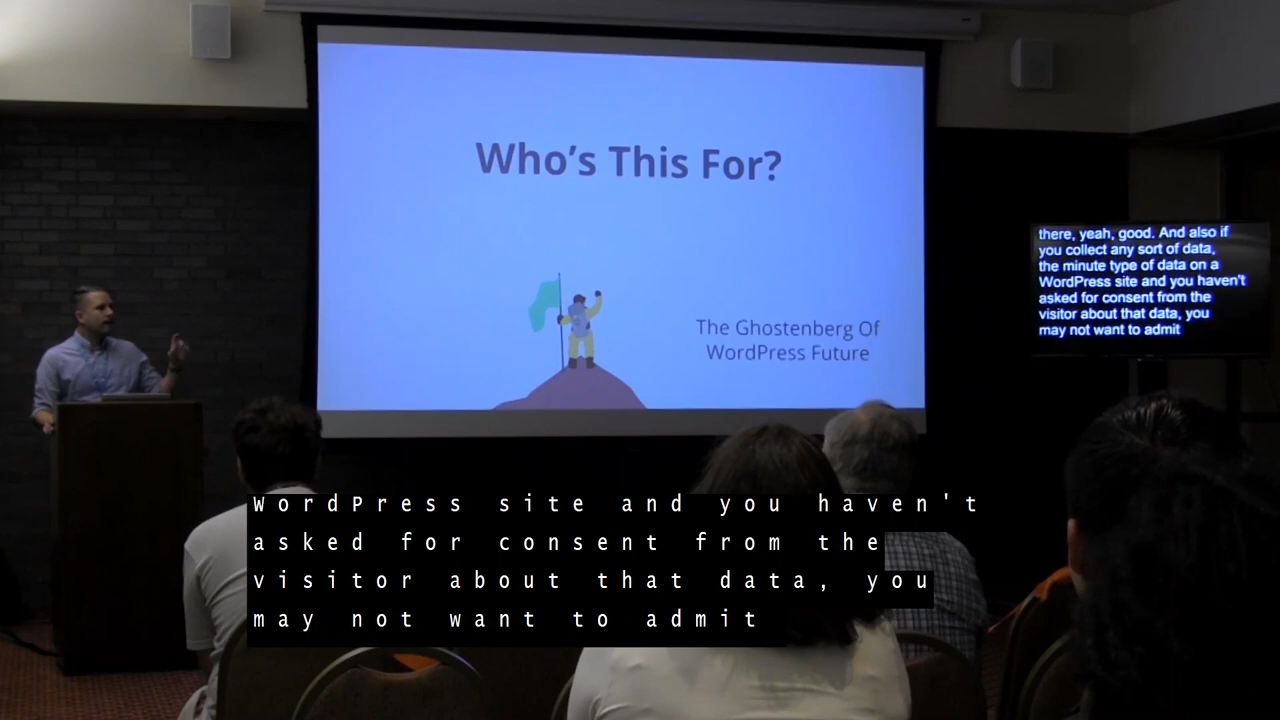 Who's This For?
The Ghostenberg Of
WordPress Future
there, yeah, good. And also if
you collect any sort of data,
the minute type of data on a
WordPress site and you haven't
asked for consent from the
visitor about that data, you
may not want to admit
WordPress site and you haven't
asked for consent from the
visitor about that data, you
may not want to admit